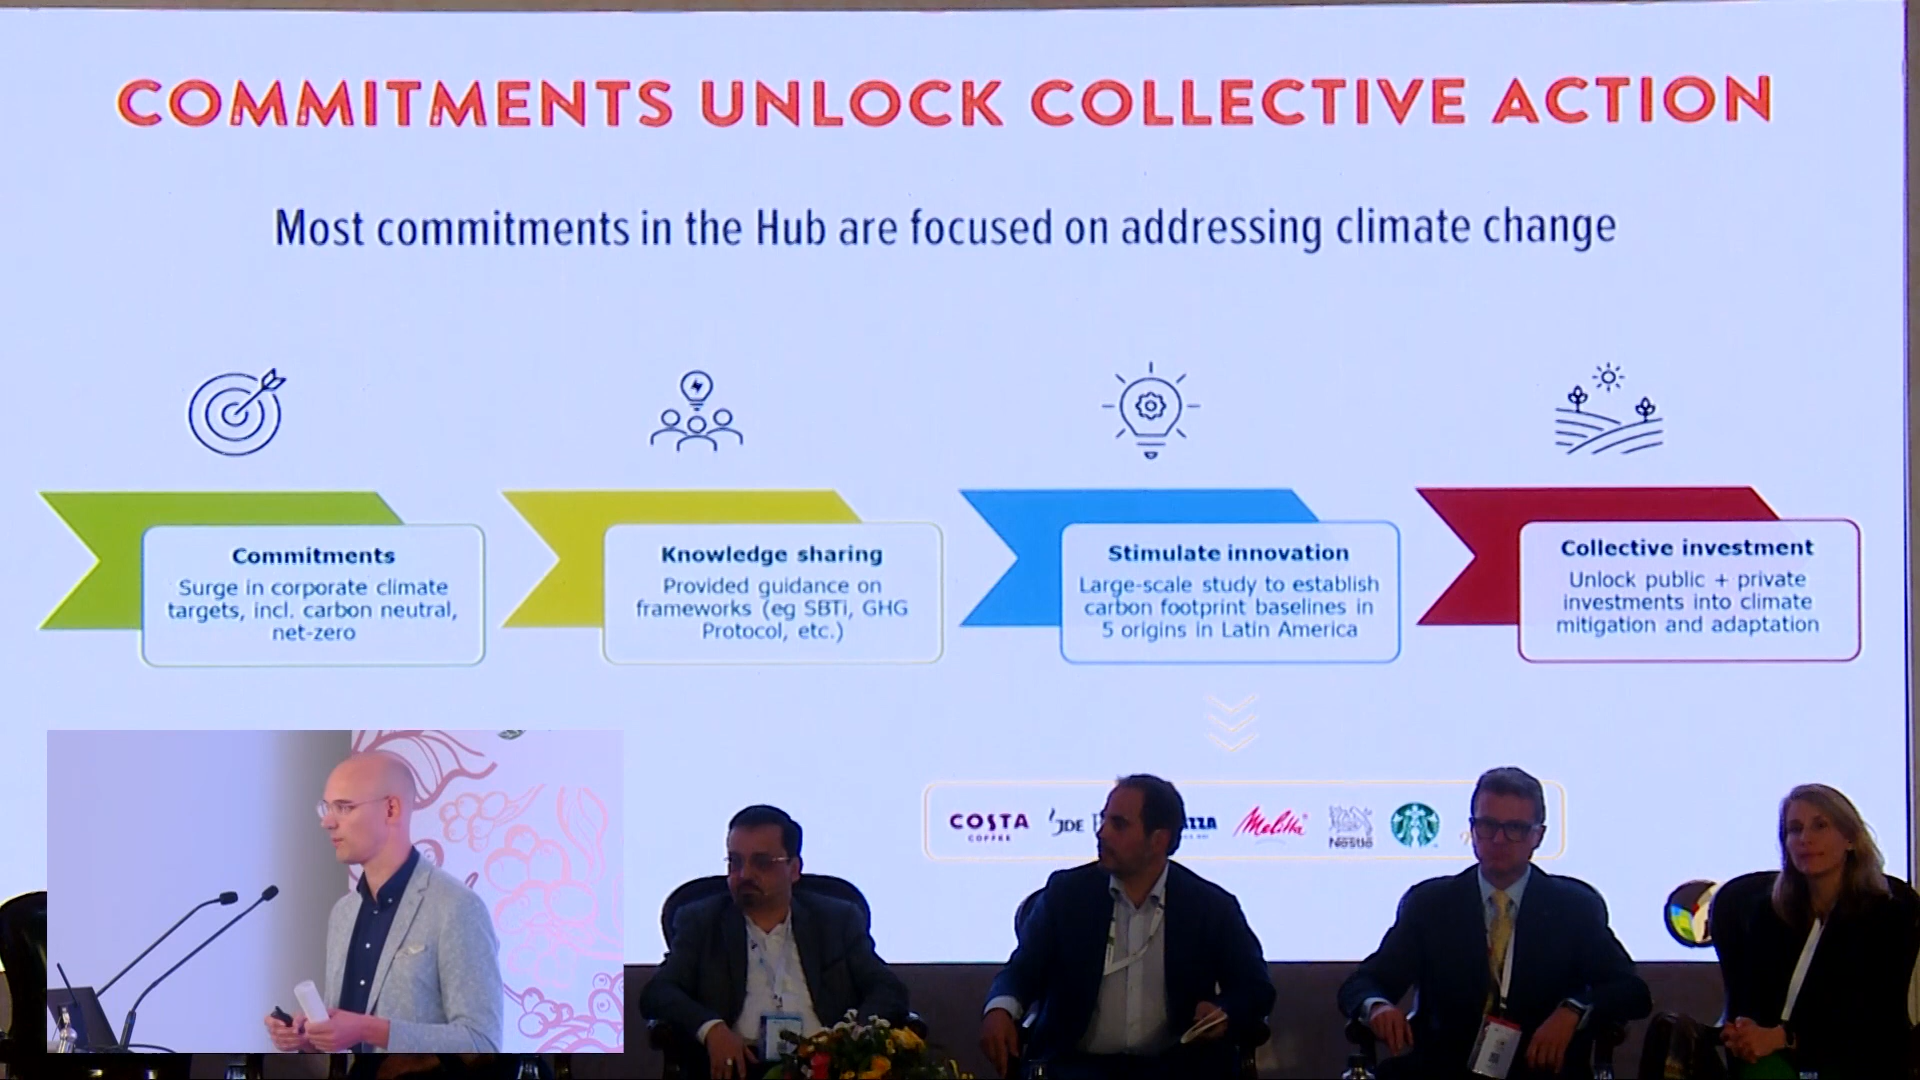 COMMITMENTS UNLOCK COLLECTIVE ACTION
Most commitments in the Hub are focused on addressing climate change
Commitments
Surge in corporate climate
targets, incl. carbon neutral,
net-zero
Knowledge sharing
Provided guidance on
frameworks (eg SBTi, GHG
Protocol, etc.)
Stimulate innovation
Large-scale study to establish
carbon footprint baselines in
5 origins in Latin America
Collective investment
Unlock public + private
investments into climate
mitigation and adaptation
COSTA
COFFEE
JDE
Melitta
Nestlé